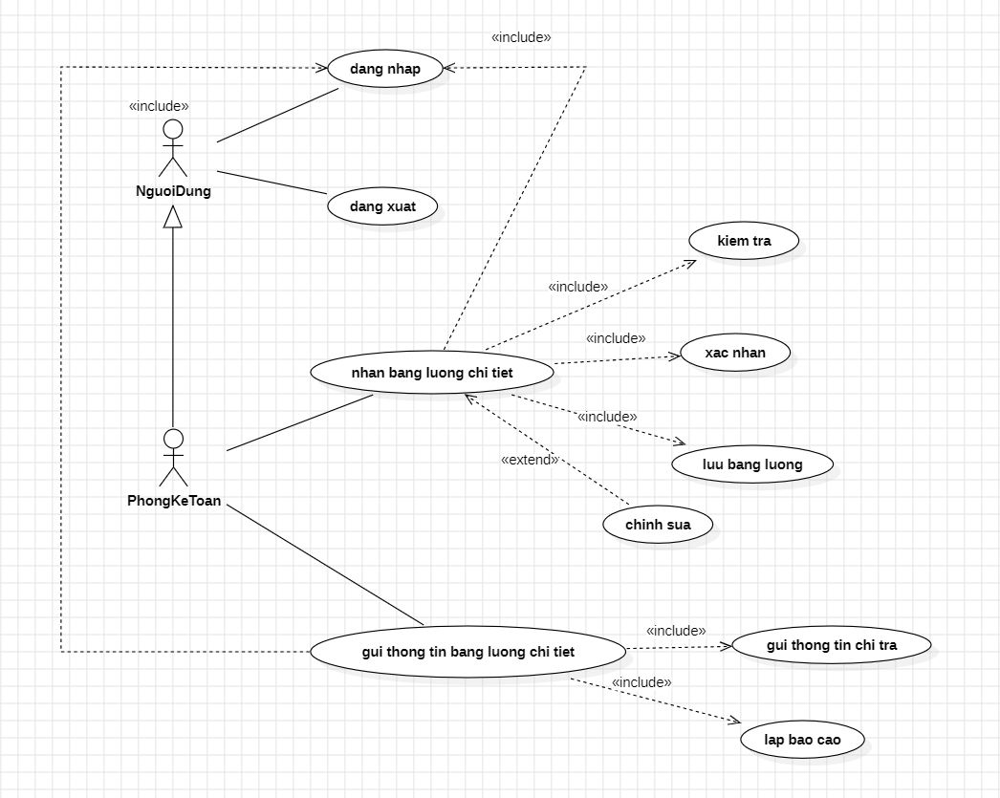 «include»
dang nhap
«include»
NguoiDung
dang xuat
kiem tra
«include»
«include»
xac nhan
nhan bang luong chi tiet
«include»
«extend»
luu bang luong
PhongKeToan
chinh sua
«include»
gui thong tin chi tra
gui thong tin bang luong chi tiet
«include»
lap bao cao